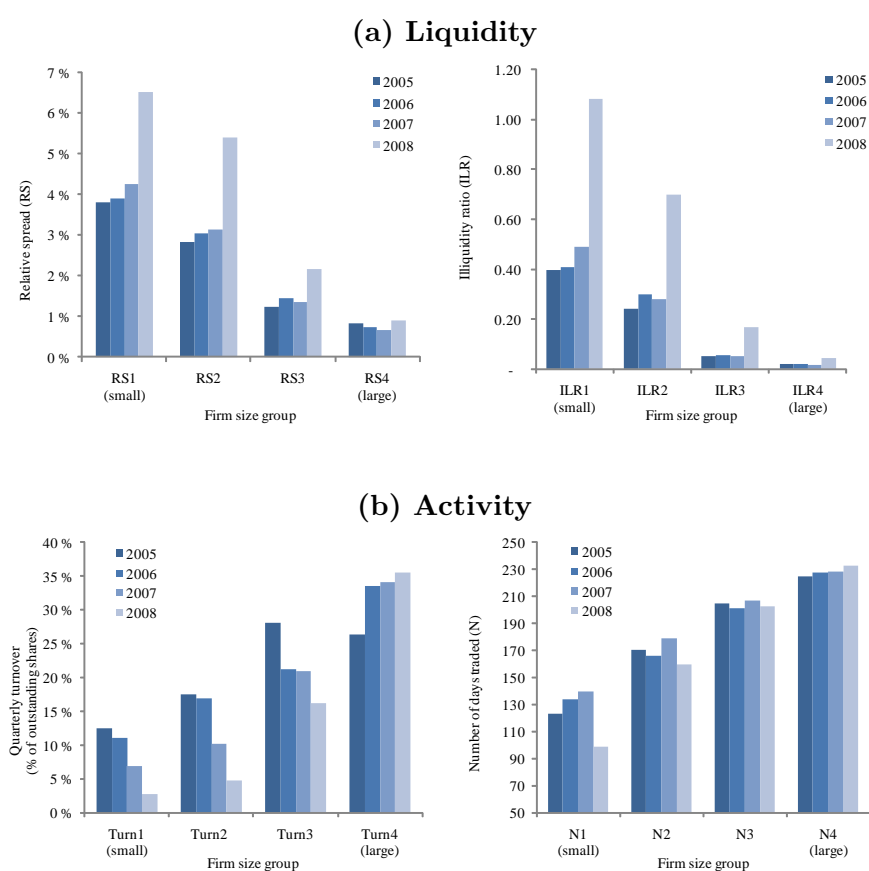 (a) Liquidity
7 %
6 %
5 %
4 %
3 %
2 %
1 %
0 %
Relative spread (RS)
2005
2006
2007
2008
RS1
(small)
RS2
RS3
RS4
(large)
Firm size group
1.20
1.00
0.80
0.60
0.40
0.20
-
Illiquidity ratio (ILR)
2005
2006
2007
2008
ILR1
(small)
ILR2
ILR3
ILR4
(large)
Firm size group
(b) Activity
40 %
35 %
30 %
25 %
20 %
15 %
10 %
5 %
0 %
Quarterly turnover
(% of outstanding shares)
2005
2006
2007
2008
Turn1
(small)
Turn2
Turn3
Turn4
(large)
Firm size group
250
230
210
190
170
150
130
110
90
70
50
Number of days traded (N)
2005
2006
2007
2008
N1
(small)
N2
N3
N4
(large)
Firm size group